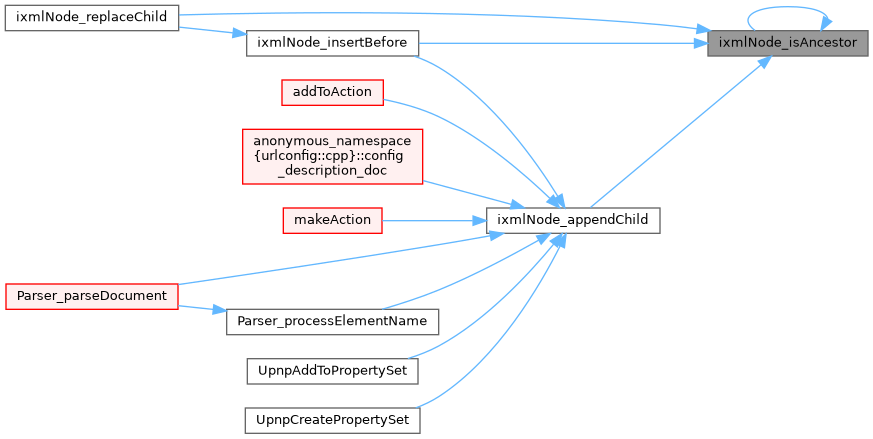 ixmlNode_replaceChild
ixmlNode_insertBefore
ixmlNode_isAncestor
addToAction
anonymous_namespace
{urlconfig::cpp}::config
_description_doc
makeAction
ixmlNode_appendChild
Parser_parseDocument
Parser_processElementName
UpnpAddToPropertySet
UpnpCreatePropertySet